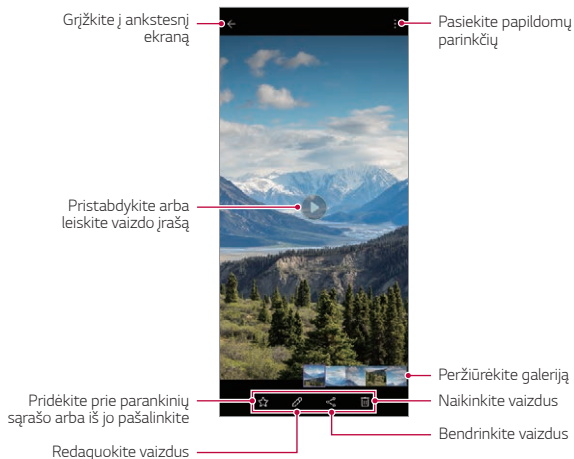 Grįžkite į ankstesnį
ekraną
Pasiekite papildomų
parinkčių
Pristabdykite arba
leiskite vaizdo įrašą
Peržiūrėkite galeriją
Pridėkite prie parankinių
sąrašo arba iš jo pašalinkite
Naikinkite vaizdus
Bendrinkite vaizdus
Redaguokite vaizdus